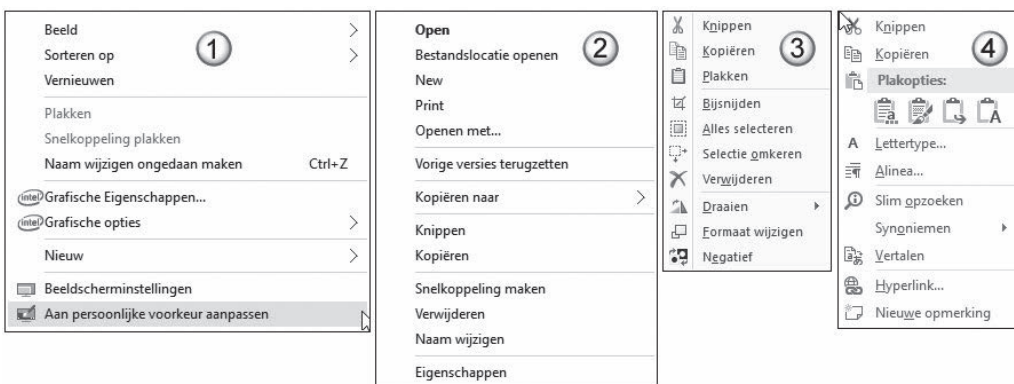 Beeld
1
Sorteren op
Vernieuwen
Plakken
Snelkoppeling plakken
Naam wijzigen ongedaan maken Ctrl+Z
intel Grafische Eigenschappen...
intel Grafische opties
Nieuw
Beeldscherminstellingen
Aan persoonlijke voorkeur aanpassen
Open
2
Bestandslocatie openen
New
Print
Openen met...
Vorige versies terugzetten
Kopiëren naar
Knippen
Kopiëren
Snelkoppeling maken
Verwijderen
Naam wijzigen
Eigenschappen
Knippen
3
Kopiëren
Plakken
Bijsnijden
Alles selecteren
Selectie omkeren
Verwijderen
Draaien
Formaat wijzigen
Negatief
Knippen
4
Kopiëren
Plakopties:
a A
A Lettertype...
Alinea...
Slim opzoeken
Synoniemen
Vertalen
Hyperlink...
Nieuwe opmerking